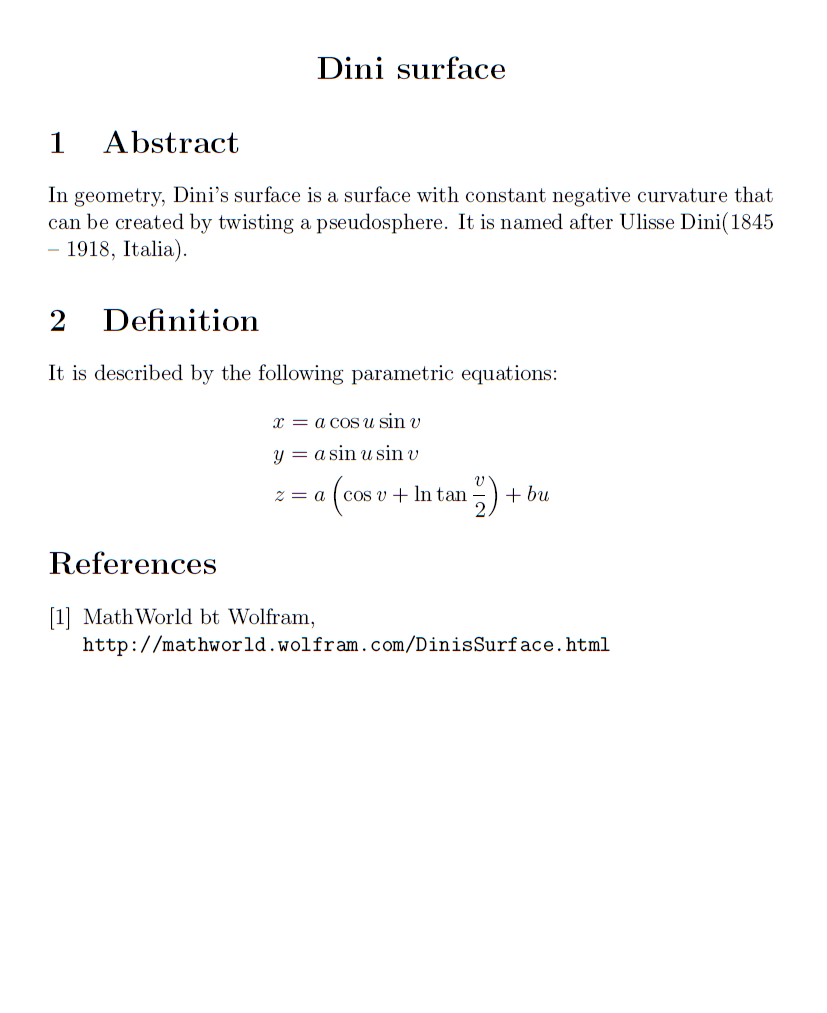 Dini surface
1 Abstract
In geometry, Dini's surface is a surface with constant negative curvature that
can be created by twisting a pseudosphere. It is named after Ulisse Dini(1845
– 1918, Italia).
2 Definition
It is described by the following parametric equations:
x = a cos u sin v
y = a sin u sin v
z = a (cos v + ln tan v/2) + bu
References
[1] MathWorld bt Wolfram,
http://mathworld.wolfram.com/DinisSurface.html